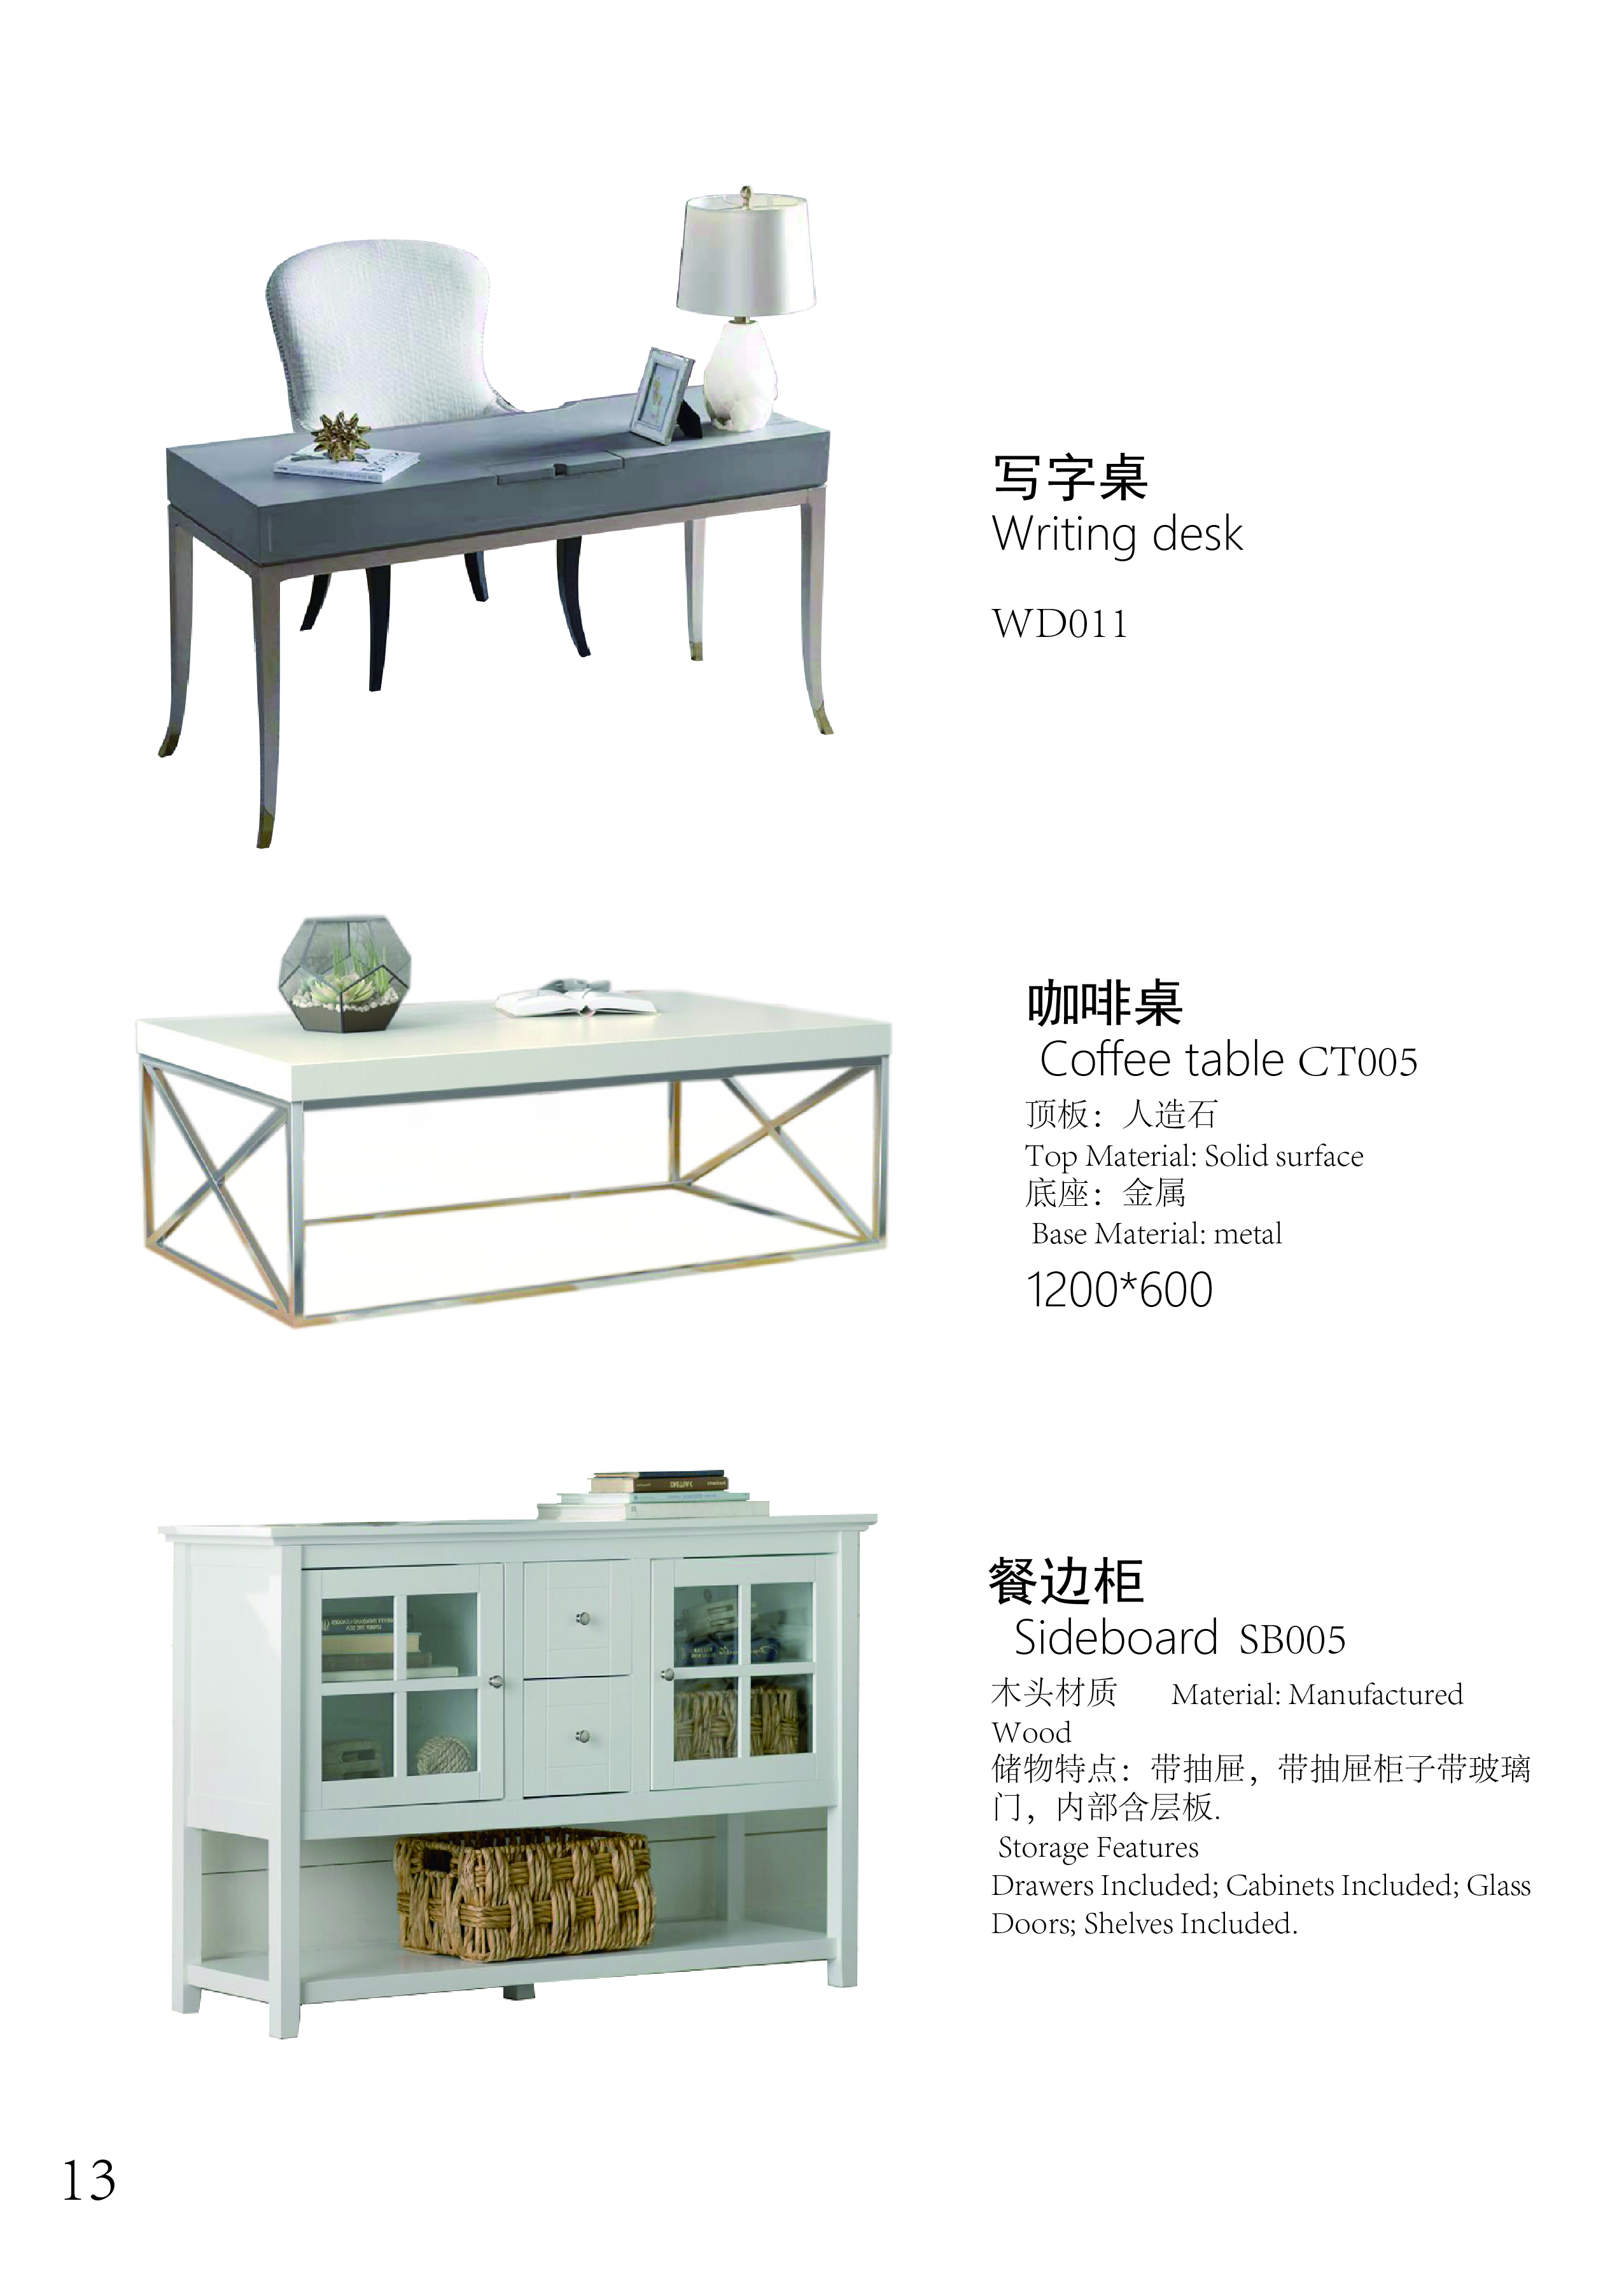 写字桌
Writing desk
WD011
咖啡桌
Coffee table CT005
顶板：人造石
Top Material: Solid surface
底座：金属
Base Material: metal
1200*600
餐边柜
Sideboard SB005
木头材质 Material: Manufactured
Wood
储物特点：带抽屉，带抽屉柜子带玻璃
门，内部含层板.
Storage Features
Drawers Included; Cabinets Included; Glass
Doors; Shelves Included.
13